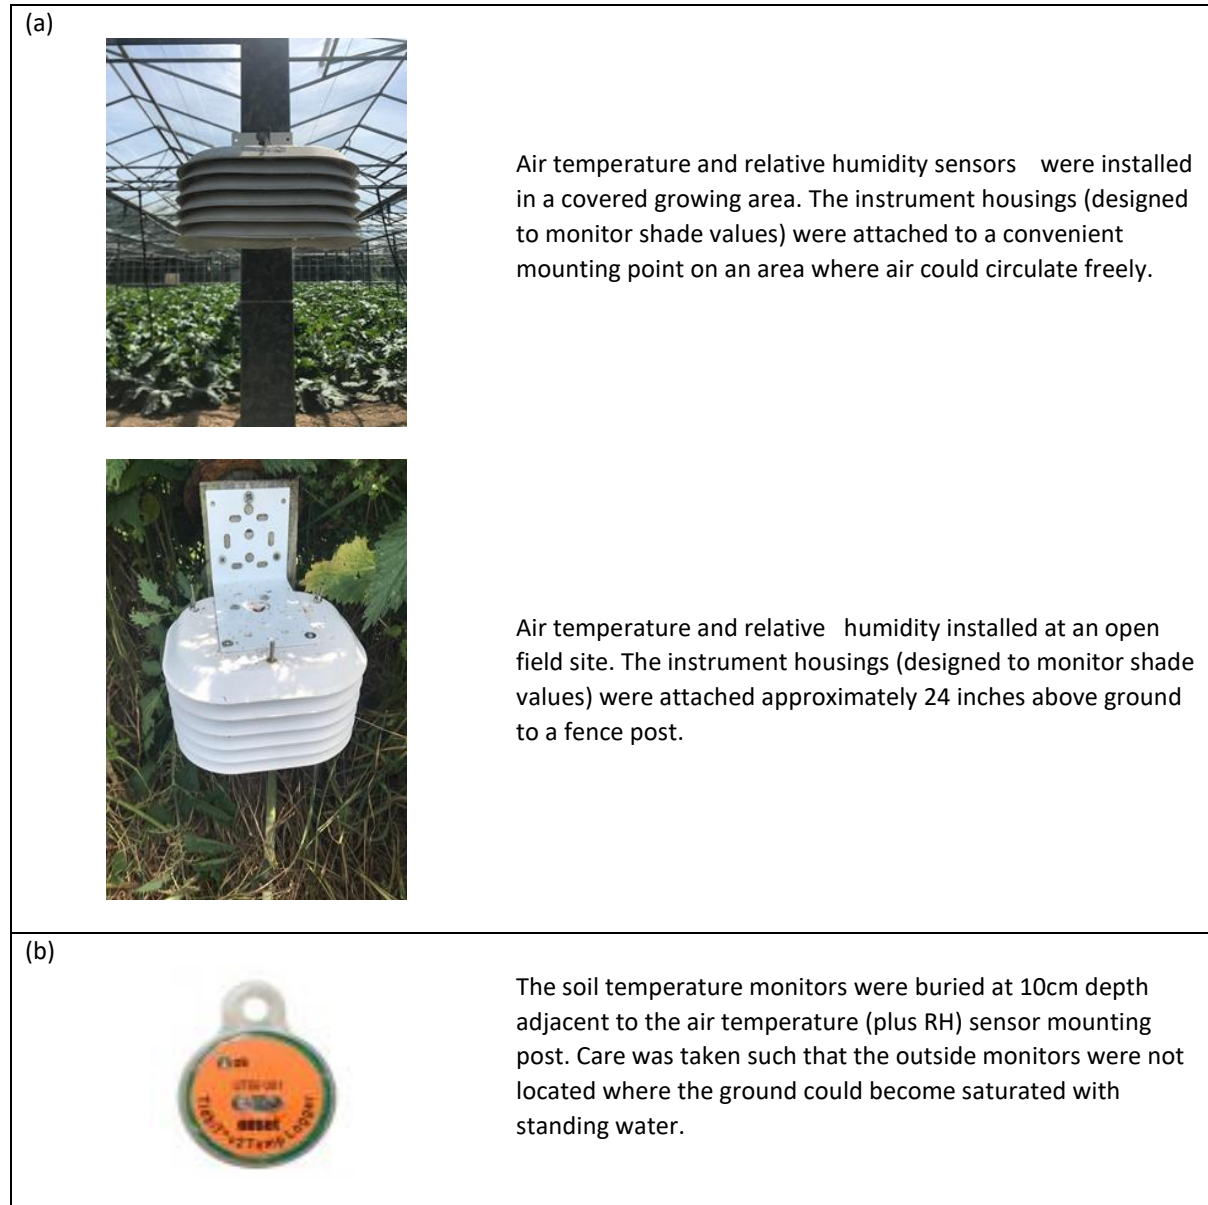 (a)
Air temperature and relative humidity sensors were installed
in a covered growing area. The instrument housings (designed
to monitor shade values) were attached to a convenient
mounting point on an area where air could circulate freely.
Air temperature and relative humidity installed at an open
field site. The instrument housings (designed to monitor shade
values) were attached approximately 24 inches above ground
to a fence post.
(b)
The soil temperature monitors were buried at 10cm depth
adjacent to the air temperature (plus RH) sensor mounting
post. Care was taken such that the outside monitors were not
located where the ground could become saturated with
standing water.
onset
v2 Temp Logger